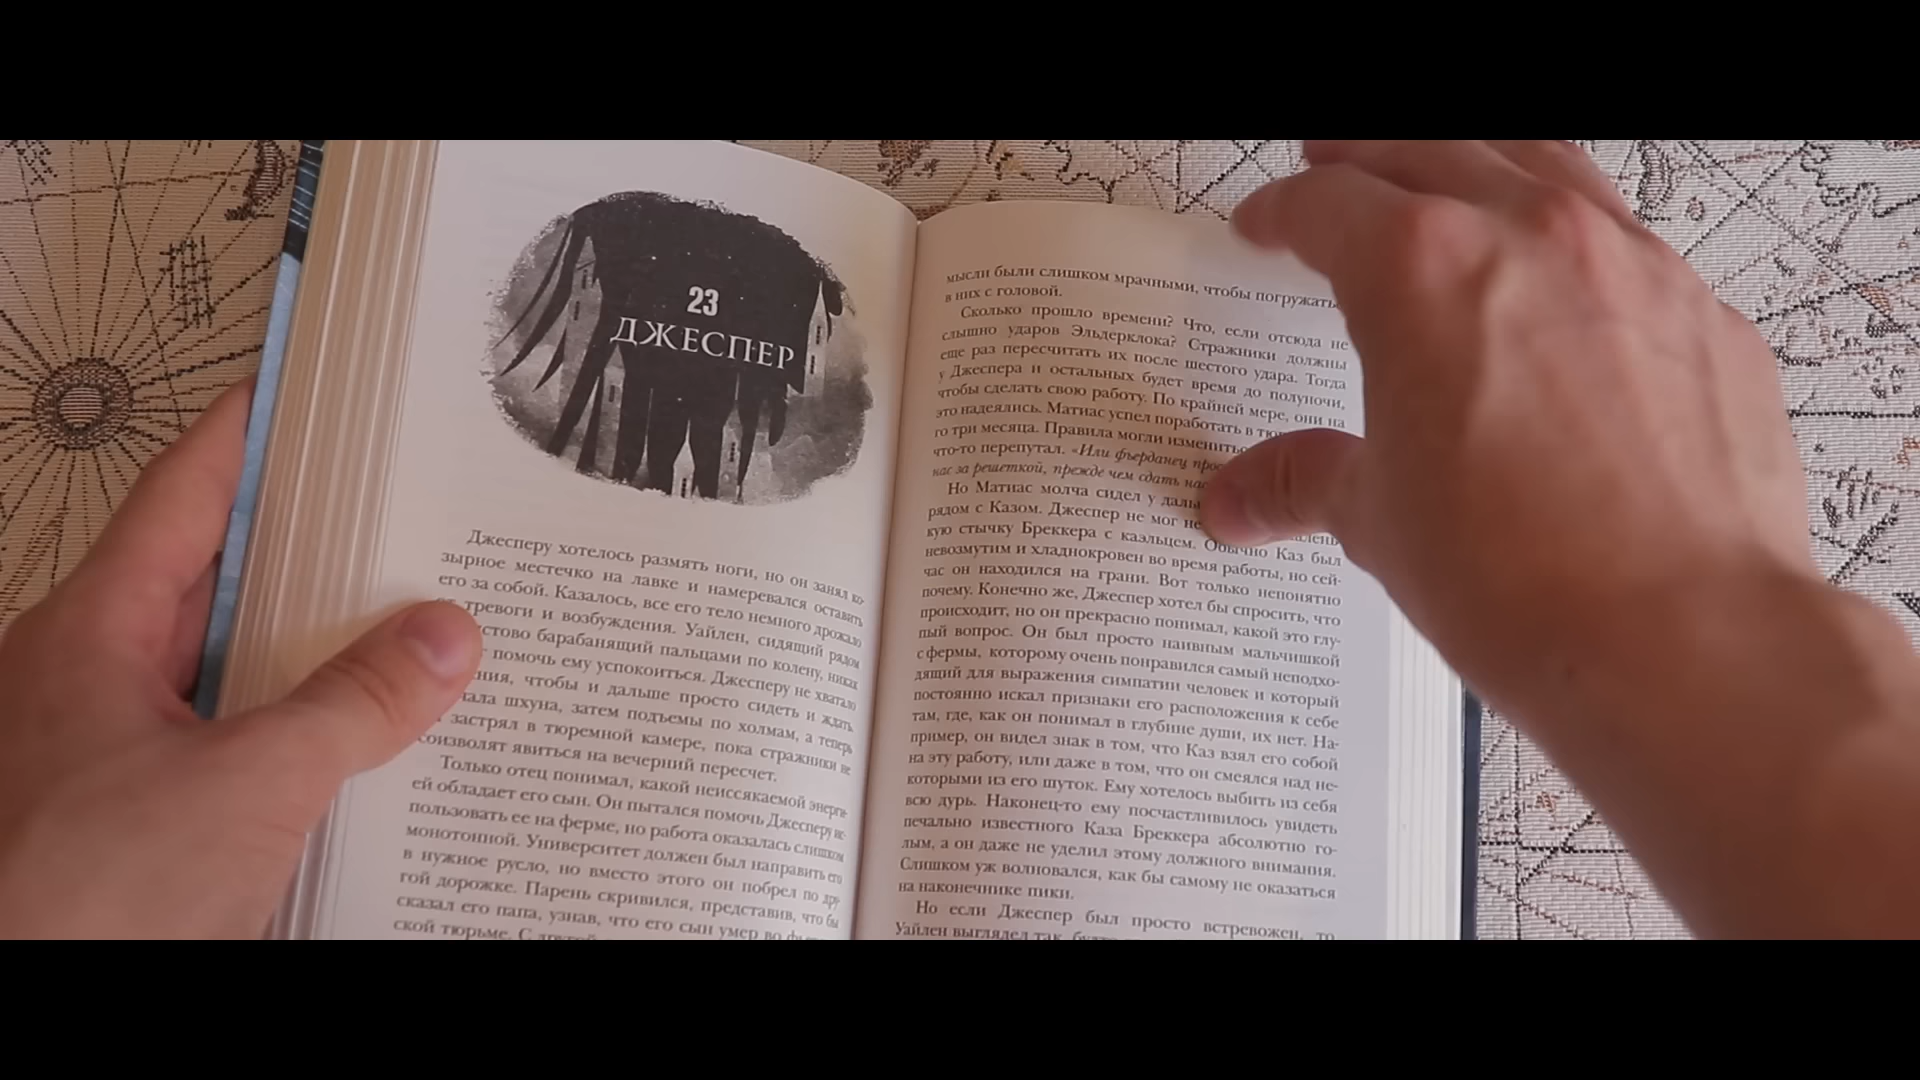 23
ДЖЕСПЕР
Джесперу хотелось размять ноги, но он занял ко-
зырное местечко на лавке и намеревался оставить
его за собой. Казалось, все его тело немного дрожало
тревоги и возбуждения. Уайлен, сидящий рядом
барабанящий пальцами по колену, никак
помочь ему успокоиться. Джесперу не хватало
чтобы и дальше просто сидеть и ждать.
шхуна, затем подъемы по холмам, а теперь
застрял в тюремной камере, пока стражники не
соизволят явиться на вечерний пересчет.
Только отец понимал, какой неиссякаемой энерги-
ей обладает его сын. Он пытался помочь Джесперу ис-
пользовать ее на ферме, но работа оказалась слишком
монотонной. Университет должен был направить его
в нужное русло, но вместо этого он побрел по дру-
гой дорожке. Парень скривился, представив, что бы
сказал его папа, узнав, что его сын умер во
ской тюрьме. С
мысли были слишком мрачными, чтобы погружаться
в них с головой.
Сколько прошло времени? Что, если отсюда не
слышно ударов Эльдерклока? Стражники должны
еще раз пересчитать их после шестого удара. Тогда
у Джеспера и остальных будет время до полуночи,
чтобы сделать свою работу. По крайней мере, они на
это надеялись. Матиас успел поработать в
го три месяца. Правила могли
что-то перепутал. «Или фьерданец
нас за решеткой, прежде чем сдать нас
Но Матиас молча сидел у
рядом с Казом. Джеспер не мог не
кую стычку Бреккера с каэльцем. Обычно Каз был
невозмутим и хладнокровен во время работы, но сей-
час он находился на грани. Вот только непонятно
почему. Конечно же, Джеспер хотел бы спросить, что
происходит, но он прекрасно понимал, какой это глу-
пый вопрос. Он был просто наивным мальчишкой
с фермы, которому очень понравился самый неподхо-
дящий для выражения симпатии человек и который
постоянно искал признаки его расположения к себе
там, где, как он понимал в глубине души, их нет. На-
пример, он видел знак в том, что Каз взял его с собой
на эту работу, или даже в том, что он смеялся над не-
которыми из его шуток. Ему хотелось выбить из себя
всю дурь. Наконец-то ему посчастливилось увидеть
печально известного Каза Бреккера абсолютно го-
лым, а он даже не уделил этому должного внимания.
Слишком уж волновался, как бы самому не оказаться
на наконечнике пики.
Но если Джеспер был просто встревожен, то
Уайлен выглядел так, будто